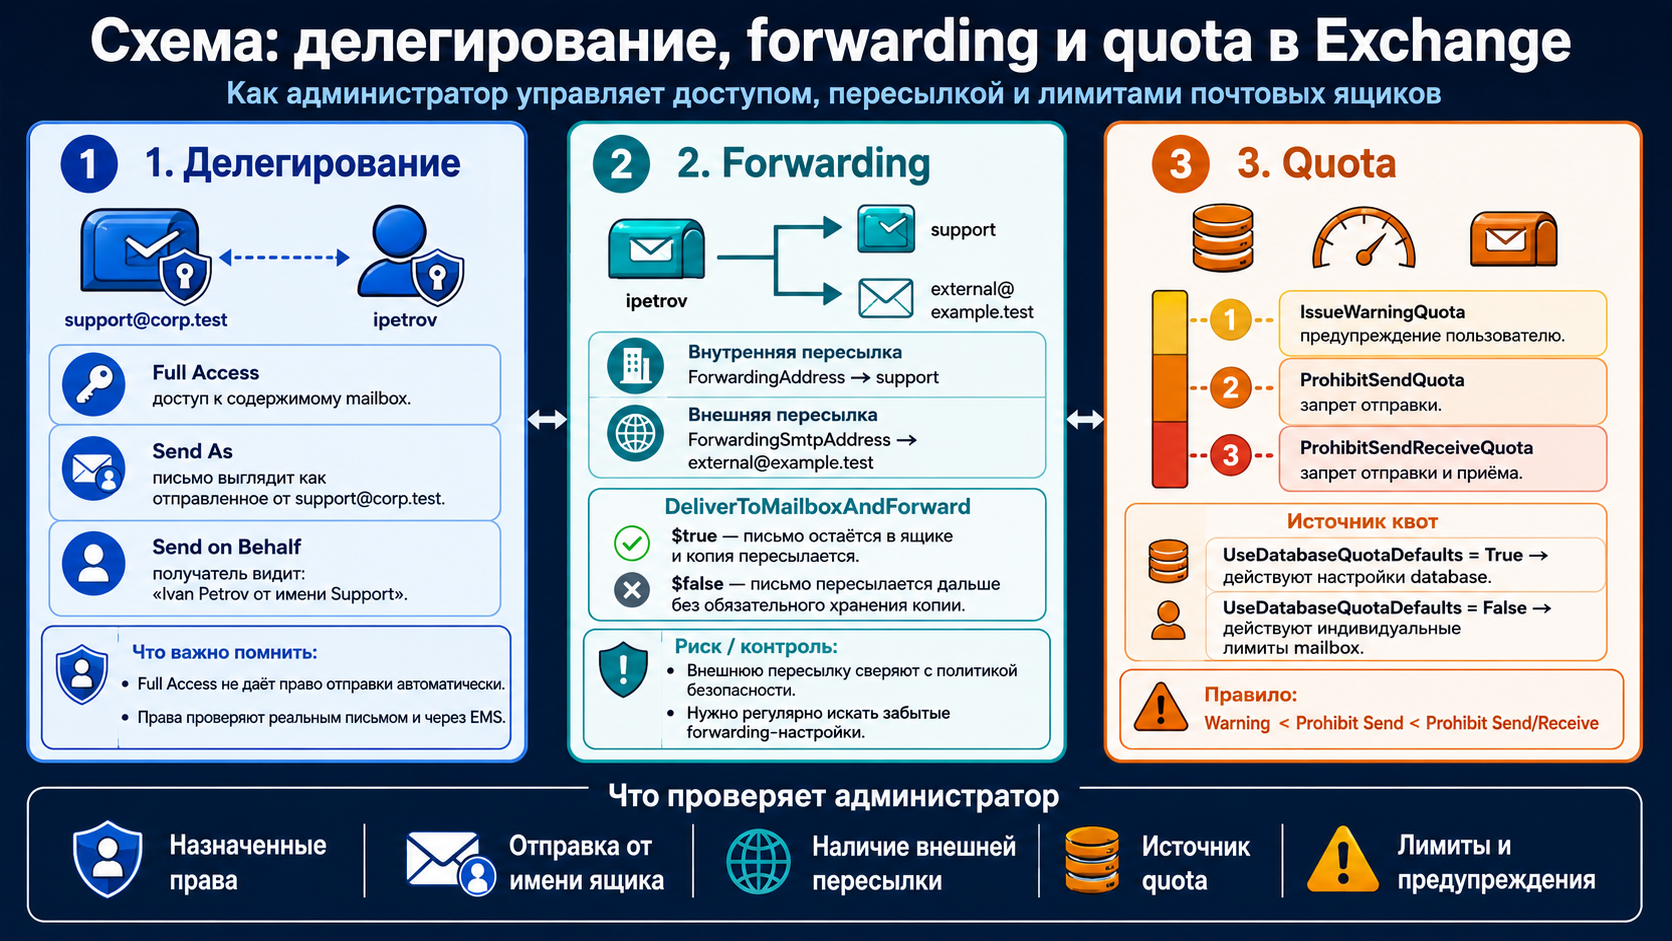 Схема: делегирование, forwarding и quota в Exchange
Как администратор управляет доступом, пересылкой и лимитами почтовых ящиков
1
1. Делегирование
support@corp.test
ipetrov
Full Access
доступ к содержимому mailbox.
Send As
письмо выглядит как
отправленное от support@corp.test.
Send on Behalf
получатель видит:
«Ivan Petrov от имени Support».
Что важно помнить:
• Full Access не даёт право отправки автоматически.
• Права проверяют реальным письмом и через EMS.
2
2. Forwarding
ipetrov
support
external@
example.test
Внутренняя пересылка
ForwardingAddress → support
Внешняя пересылка
ForwardingSmtpAddress →
external@example.test
DeliverToMailboxAndForward
$true — письмо остаётся в ящике
и копия пересылается.
$false — письмо пересылается дальше
без обязательного хранения копии.
Риск / контроль:
• Внешнюю пересылку сверяют с политикой
безопасности.
• Нужно регулярно искать забытые
forwarding-настройки.
3
3. Quota
1
IssueWarningQuota
предупреждение пользователю.
2
ProhibitSendQuota
запрет отправки.
3
ProhibitSendReceiveQuota
запрет отправки и приёма.
Источник квот
UseDatabaseQuotaDefaults = True →
действуют настройки database.
UseDatabaseQuotaDefaults = False →
действуют индивидуальные
лимиты mailbox.
Правило:
Warning < Prohibit Send < Prohibit Send/Receive
Что проверяет администратор
Назначенные
права
Отправка от
имени ящика
Наличие внешней
пересылки
Источник
quota
Лимиты и
предупреждения